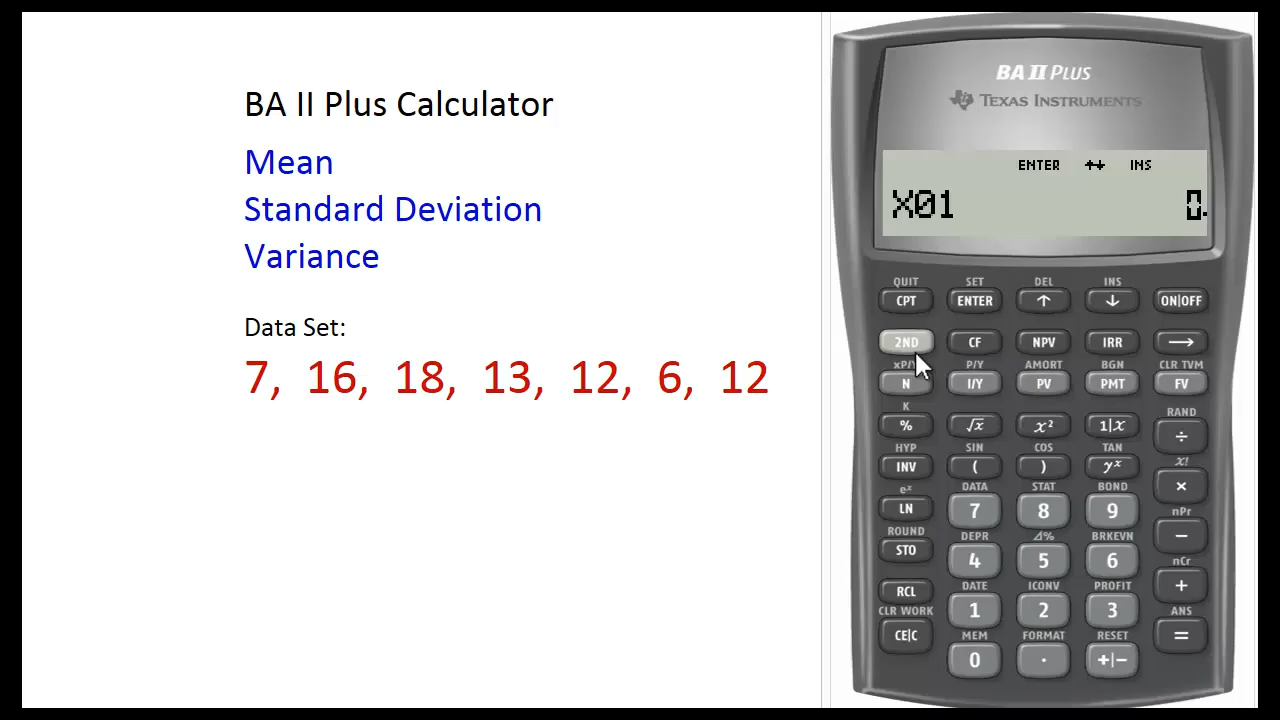 BA II Plus Calculator
Mean
Standard Deviation
Variance
Data Set:
7, 16, 18, 13, 12, 6, 12
BA II PLUS
TEXAS INSTRUMENTS
ENTER ↑↓ INS
X01 0.
QUIT SET DEL INS
CPT ENTER ↑ ↓ ON|OFF
2ND CF NPV IRR →
xP/ P/Y AMORT BGN CLR TVM
N I/Y PV PMT FV
K RAND
% √x x² 1|x ÷
HYP SIN COS TAN x!
INV ( ) yˣ ×
eˣ DATA STAT BOND nPr
LN 7 8 9 −
ROUND DEPR Δ% BRKEVN nCr
STO 4 5 6 +
DATE ICONV PROFIT
RCL 1 2 3
CLR WORK MEM FORMAT RESET ANS
CE|C 0 . +|− =